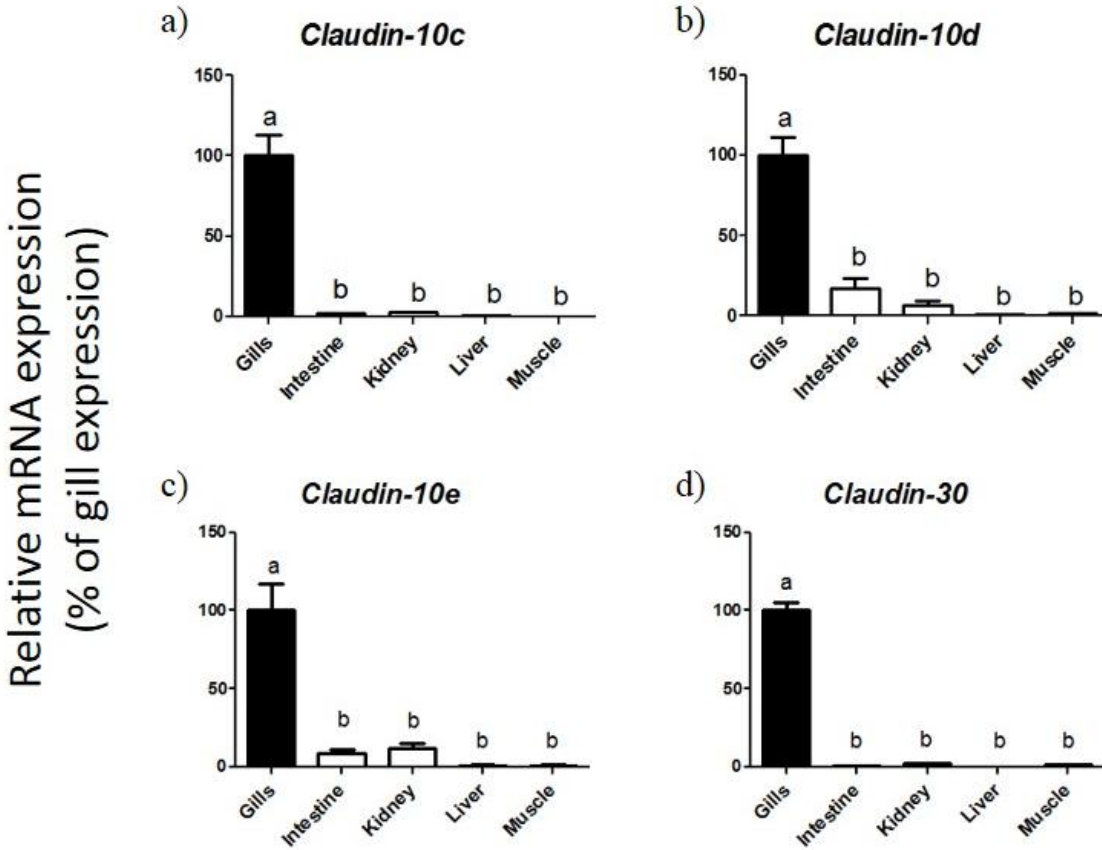 Relative mRNA expression
(% of gill expression)
a)
Claudin-10c
150
100
50
0
a
b
b
b
b
Gills
Intestine
Kidney
Liver
Muscle
b)
Claudin-10d
150
100
50
0
a
b
b
b
b
Gills
Intestine
Kidney
Liver
Muscle
c)
Claudin-10e
150
100
50
0
a
b
b
b
b
Gills
Intestine
Kidney
Liver
Muscle
d)
Claudin-30
150
100
50
0
a
b
b
b
b
Gills
Intestine
Kidney
Liver
Muscle